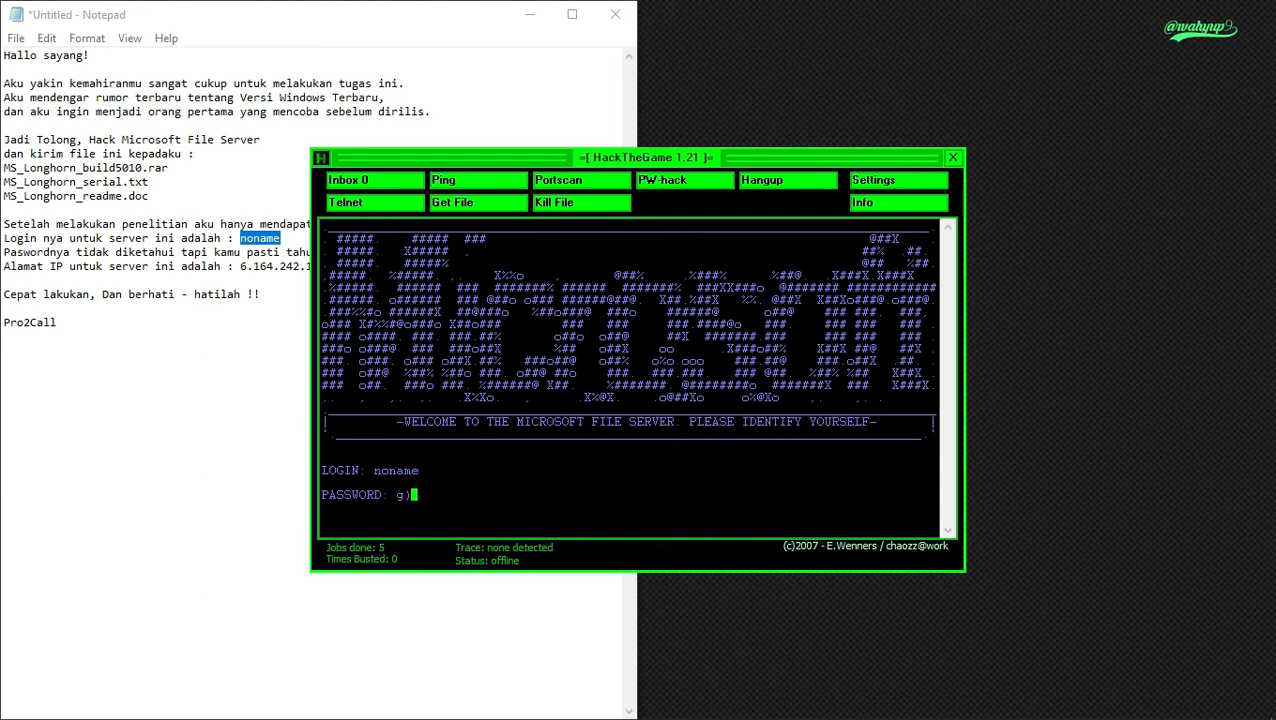 *Untitled - Notepad
File Edit Format View Help
Hallo sayang!
Aku yakin kemahiranmu sangat cukup untuk melakukan tugas ini.
Aku mendengar rumor terbaru tentang Versi Windows Terbaru,
dan aku ingin menjadi orang pertama yang mencoba sebelum dirilis.
Jadi Tolong, Hack Microsoft File Server
dan kirim file ini kepadaku :
MS_Longhorn_build5010.rar
MS_Longhorn_serial.txt
MS_Longhorn_readme.doc
Setelah melakukan penelitian aku hanya mendapat
Login nya untuk server ini adalah : noname
Paswordnya tidak diketahui tapi kamu pasti tahu
Alamat IP untuk server ini adalah : 6.164.242.1
Cepat lakukan, Dan berhati - hatilah !!
Pro2Call
@wahyup9
=[ HackTheGame 1.21 ]=
Inbox 0 Ping Portscan PW-hack Hangup Settings
Telnet Get File Kill File Info
-WELCOME TO THE MICROSOFT FILE SERVER. PLEASE IDENTIFY YOURSELF-
LOGIN: noname
PASSWORD: g)
Jobs done: 5
Times Busted: 0
Trace: none detected
Status: offline
(c)2007 - E.Wenners / chaozz@work